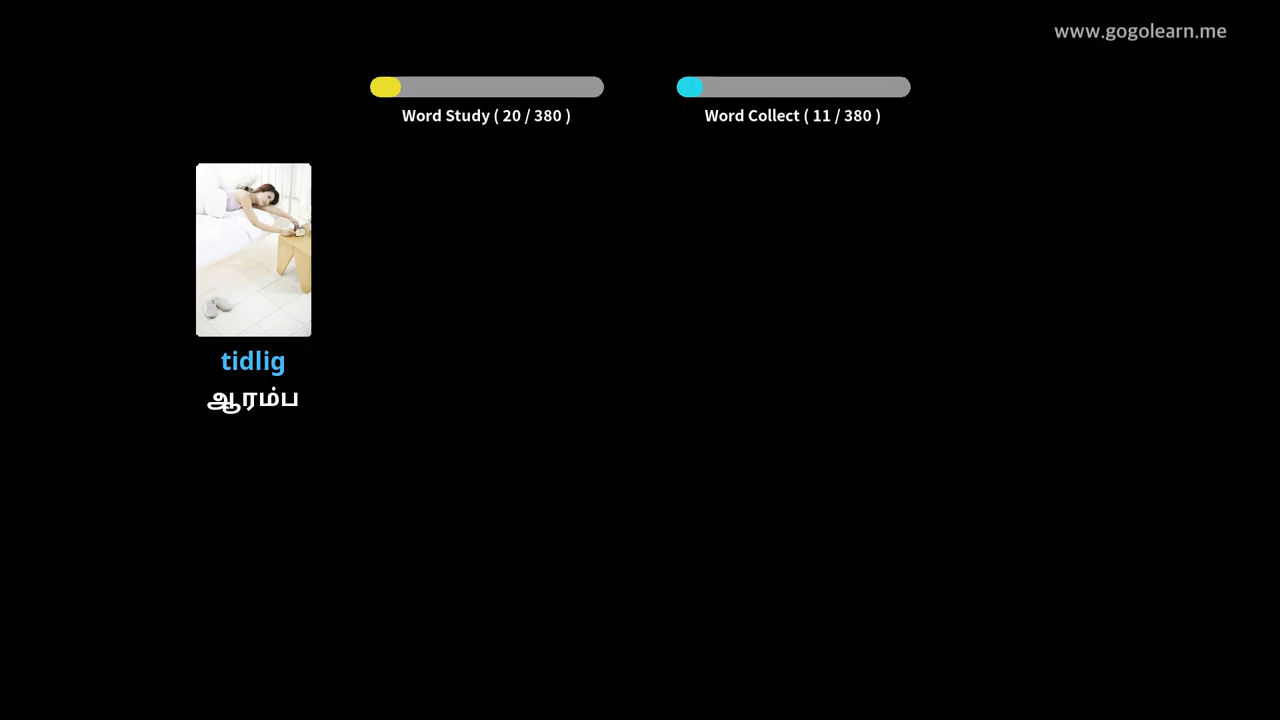 www.gogolearn.me
Word Study ( 20 / 380 )
Word Collect ( 11 / 380 )
tidlig
ஆரம்ப